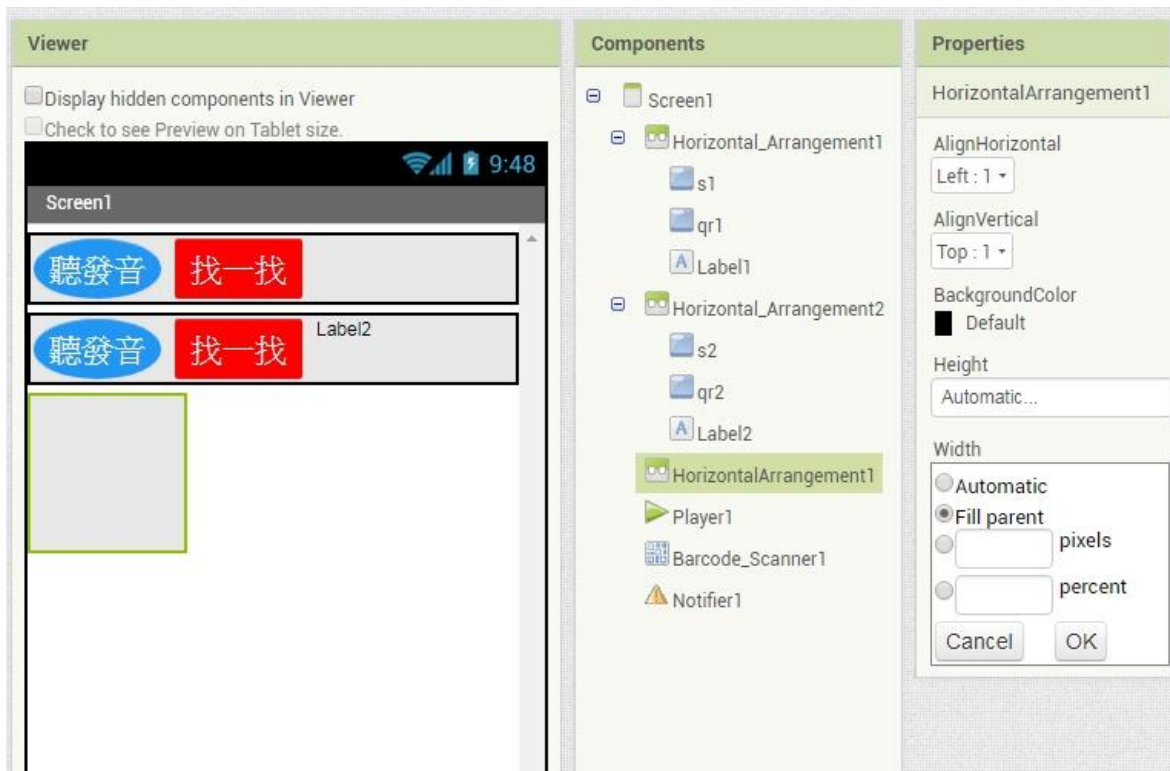 Viewer
Display hidden components in Viewer
Check to see Preview on Tablet size.
9:48
Screen1
聽發音 找一找
聽發音 找一找 Label2
Components
Screen1
Horizontal_Arrangement1
s1
qr1
A Label1
Horizontal_Arrangement2
s2
qr2
A Label2
HorizontalArrangement1
Player1
Barcode_Scanner1
Notifier1
Properties
HorizontalArrangement1
AlignHorizontal
Left : 1
AlignVertical
Top : 1
BackgroundColor
Default
Height
Automatic...
Width
Automatic
Fill parent
pixels
percent
Cancel OK